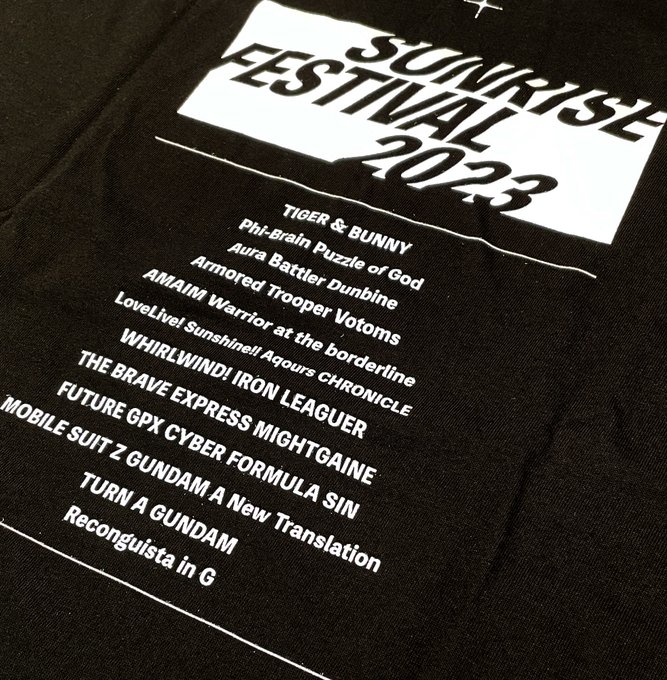 SUNRISE
FESTIVAL
2023
TIGER & BUNNY
Phi-Brain Puzzle of God
Aura Battler Dunbine
Armored Trooper Votoms
AMAIM Warrior at the borderline
LoveLive! Sunshine!! Aqours CHRONICLE
WHIRLWIND! IRON LEAGUER
THE BRAVE EXPRESS MIGHTGAINE
FUTURE GPX CYBER FORMULA SIN
MOBILE SUIT Z GUNDAM A New Translation
TURN A GUNDAM
Reconguista in G